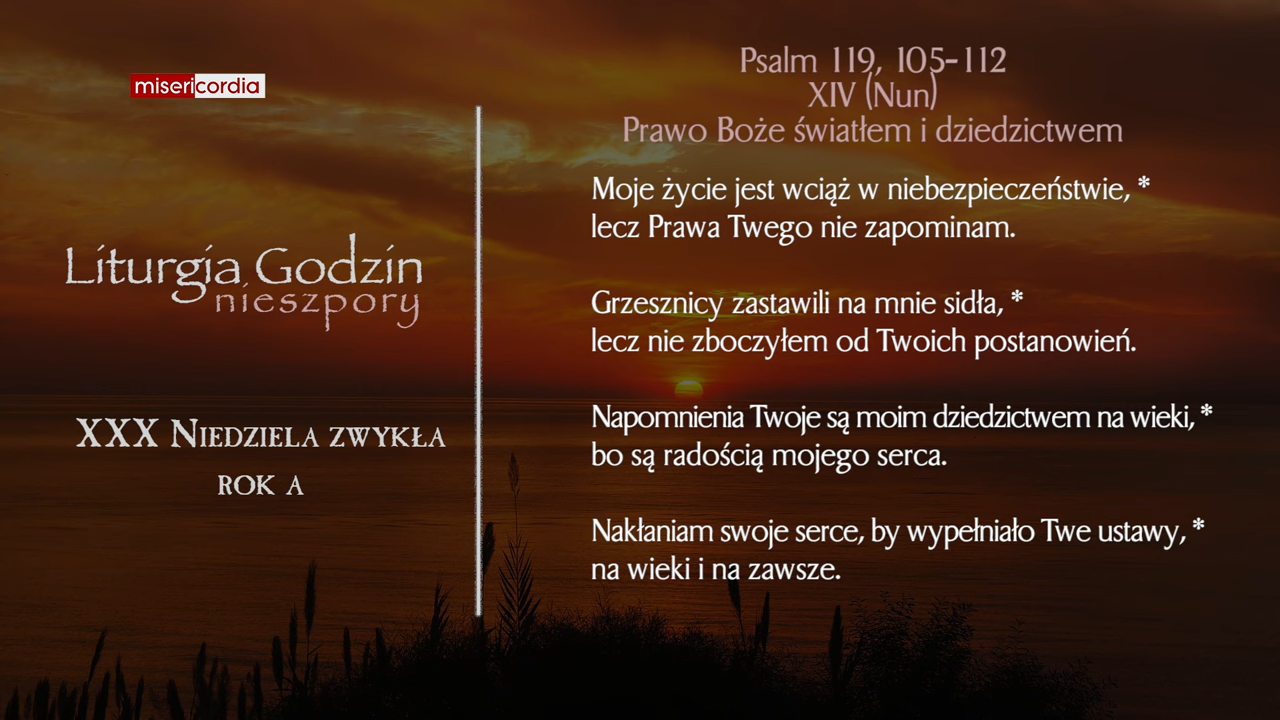 misericordia
Liturgia Godzin
nieszpory
XXX Niedziela zwykła
rok A
Psalm 119, 105-112
XIV (Nun)
Prawo Boże światłem i dziedzictwem
Moje życie jest wciąż w niebezpieczeństwie, *
lecz Prawa Twego nie zapominam.
Grzesznicy zastawili na mnie sidła, *
lecz nie zboczyłem od Twoich postanowień.
Napomnienia Twoje są moim dziedzictwem na wieki, *
bo są radością mojego serca.
Nakłaniam swoje serce, by wypełniało Twe ustawy, *
na wieki i na zawsze.